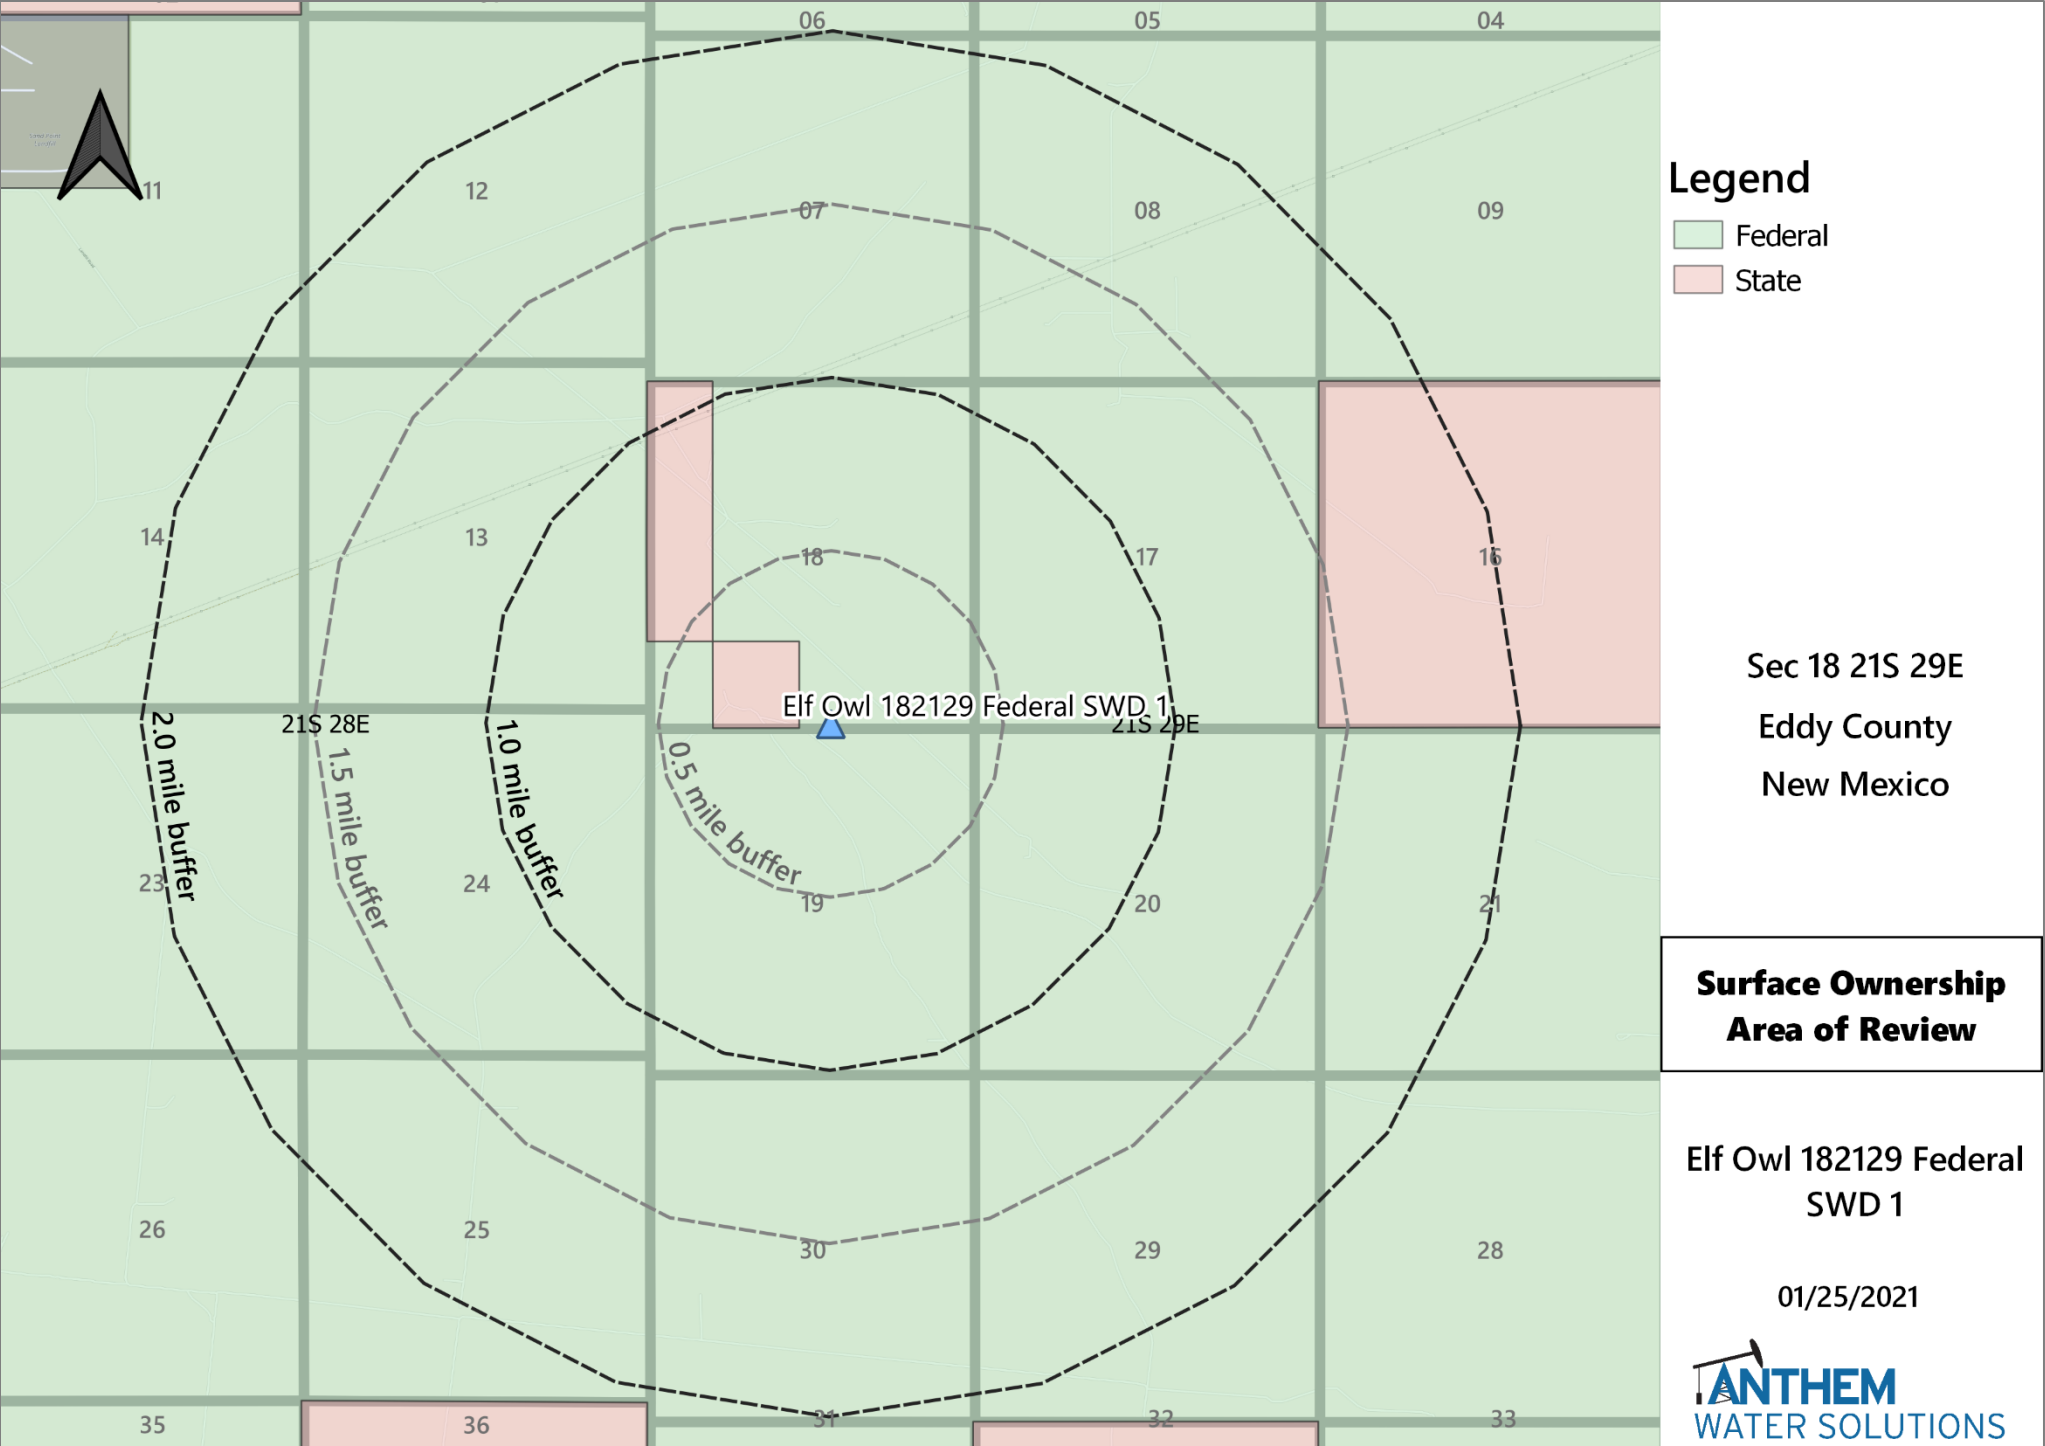 06
05
04
11
12
07
08
09
14
13
18
17
16
Elf Owl 182129 Federal SWD 1
21S 28E
21S 29E
2.0 mile buffer
1.5 mile buffer
1.0 mile buffer
0.5 mile buffer
23
24
19
20
21
26
25
30
29
28
35
36
31
32
33
Legend
Federal
State
Sec 18 21S 29E
Eddy County
New Mexico
Surface Ownership
Area of Review
Elf Owl 182129 Federal
SWD 1
01/25/2021
ANTHEM
WATER SOLUTIONS